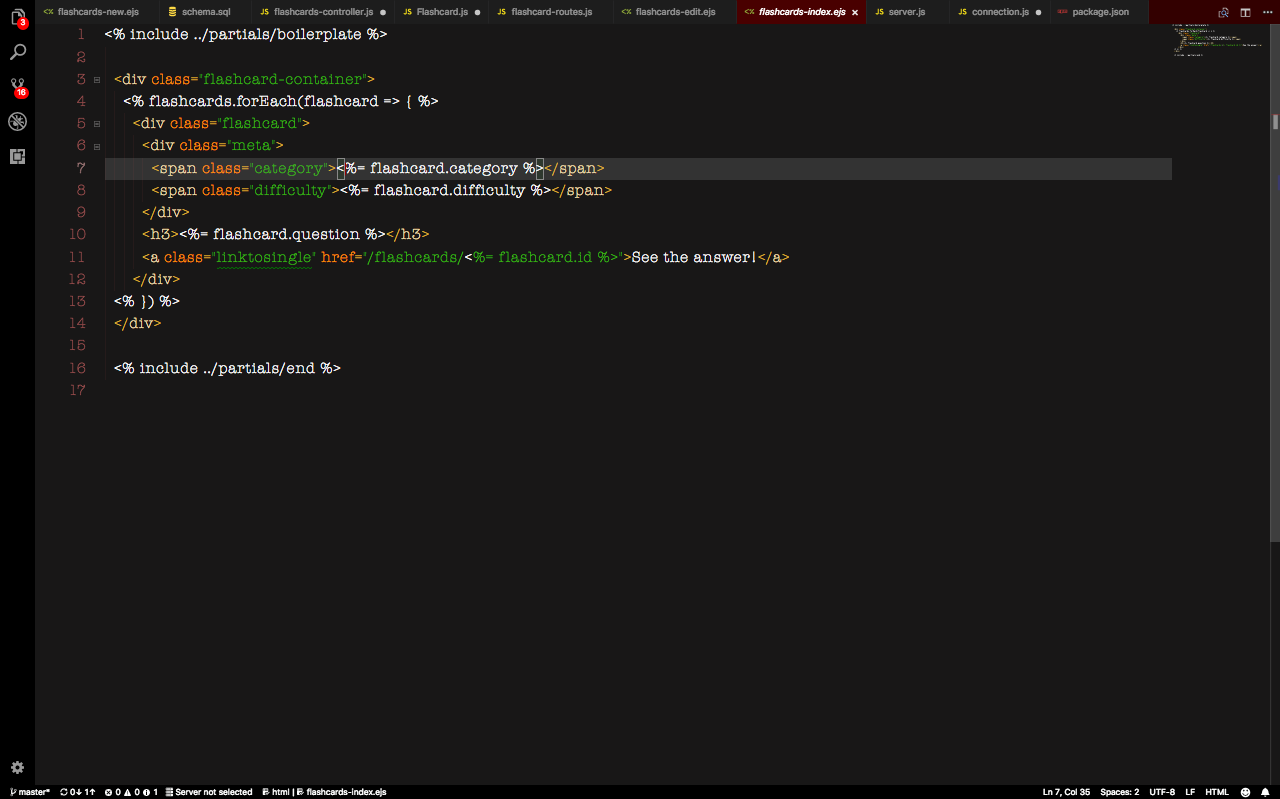 flashcards-new.ejs schema.sql JS flashcards-controller.js JS Flashcard.js JS flashcard-routes.js flashcards-edit.ejs flashcards-index.ejs JS server.js JS connection.js package.json
3
16
1 <% include ../partials/boilerplate %>
2
3 <div class="flashcard-container">
4 <% flashcards.forEach(flashcard => { %>
5 <div class="flashcard">
6 <div class="meta">
7 <span class="category"><%= flashcard.category %></span>
8 <span class="difficulty"><%= flashcard.difficulty %></span>
9 </div>
10 <h3><%= flashcard.question %></h3>
11 <a class="linktosingle" href="/flashcards/<%= flashcard.id %>">See the answer!</a>
12 </div>
13 <% }) %>
14 </div>
15
16 <% include ../partials/end %>
17
master* 0↓ 1↑ 0 0 1 Server not selected html | flashcards-index.ejs Ln 7, Col 35 Spaces: 2 UTF-8 LF HTML